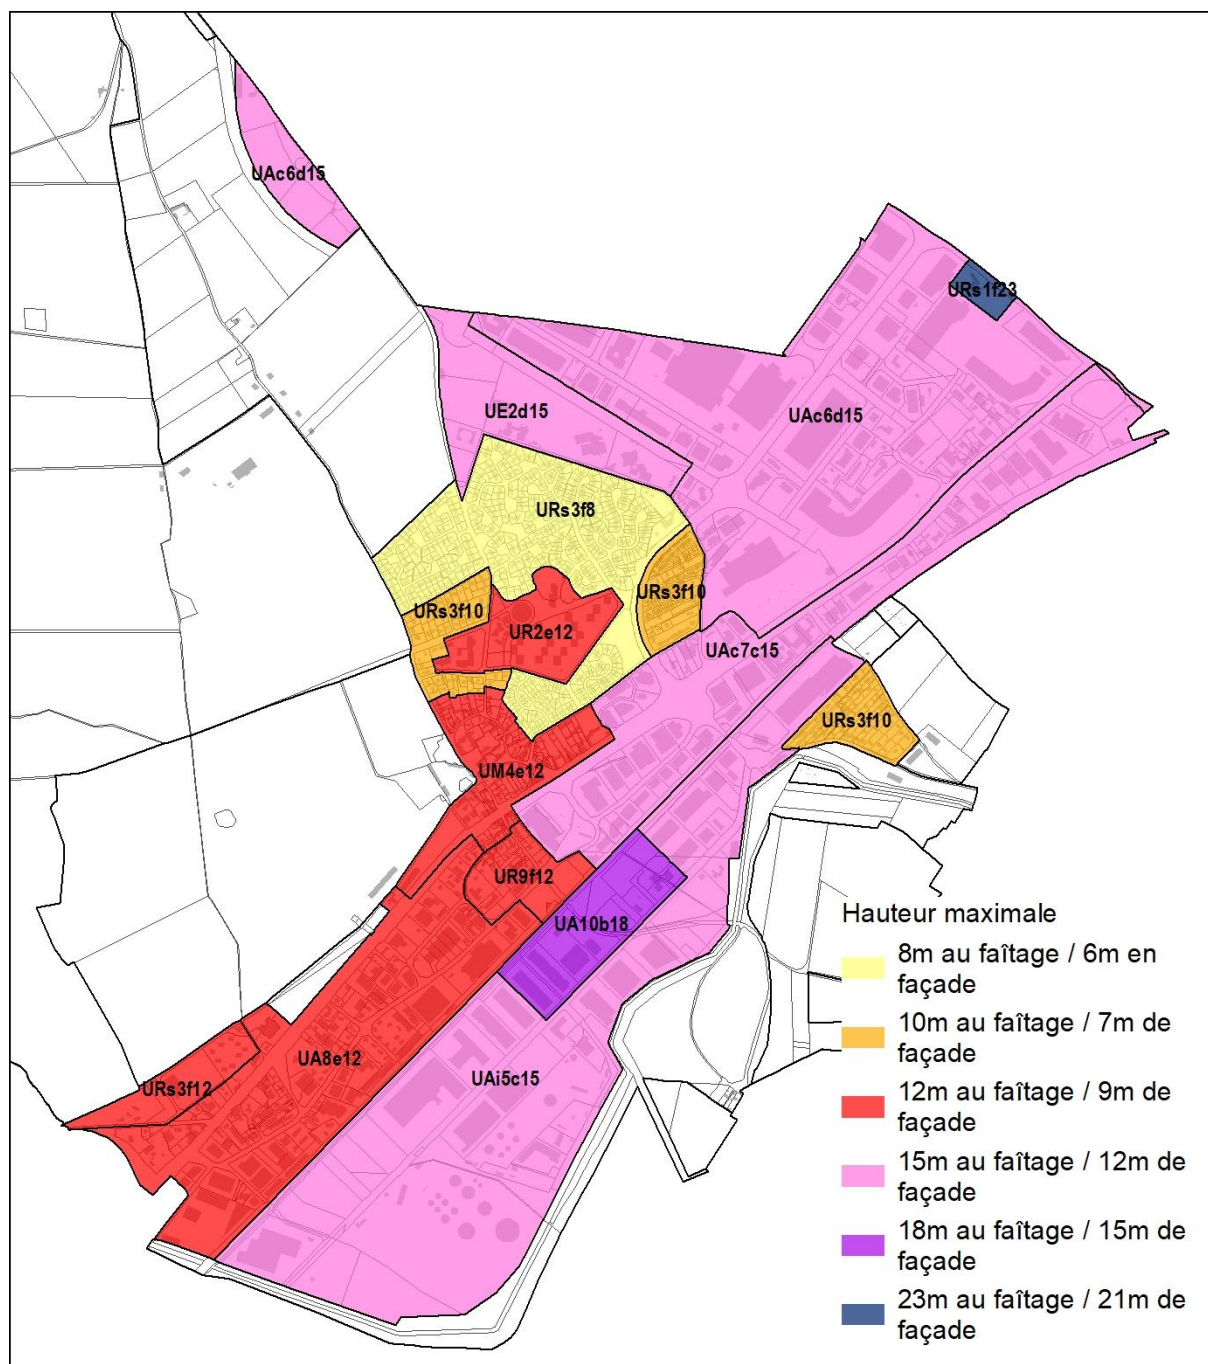 UAc6d15
URs1f23
UE2d15
UAc6d15
URs3f8
URs3f10
URs3f10
UR2e12
UAc7c15
URs3f10
UM4e12
UR9f12
UA10b18
UA8e12
UAi5c15
URs3f12
Hauteur maximale
8m au faîtage / 6m en
façade
10m au faîtage / 7m de
façade
12m au faîtage / 9m de
façade
15m au faîtage / 12m de
façade
18m au faîtage / 15m de
façade
23m au faîtage / 21m de
façade